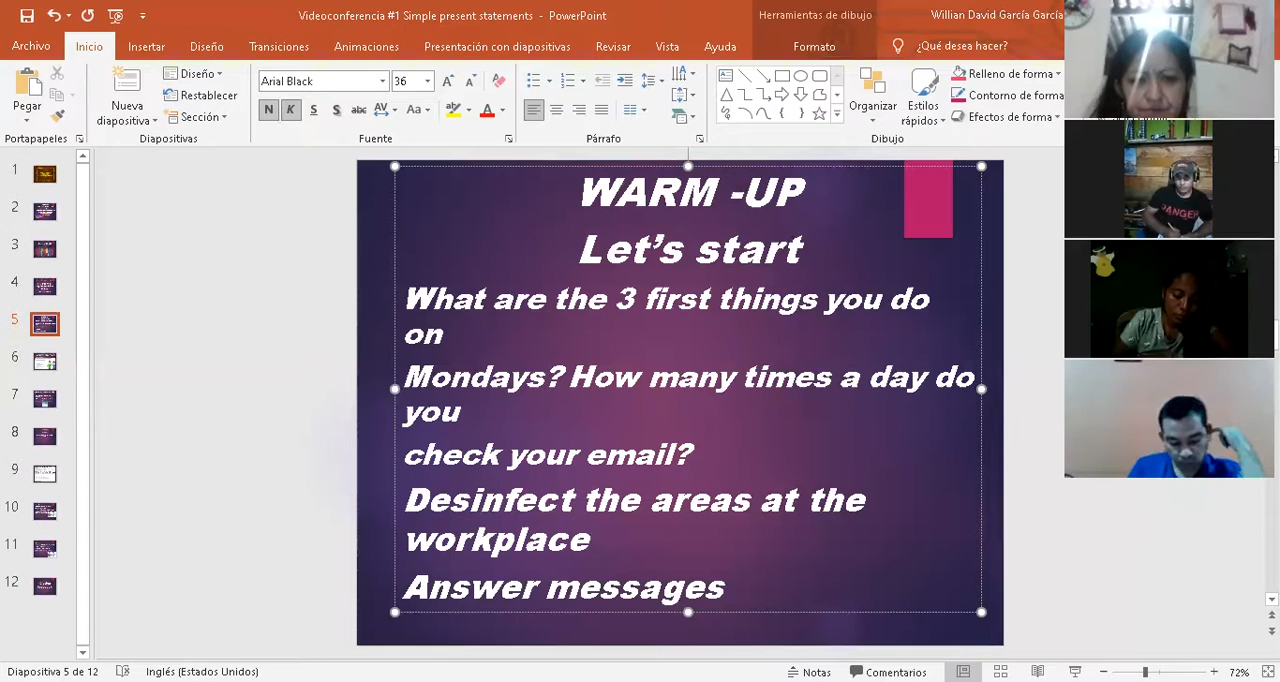 Videoconferencia #1 Simple present statements - PowerPoint
Herramientas de dibujo
Willian David García García
Archivo
Inicio
Insertar
Diseño
Transiciones
Animaciones
Presentación con diapositivas
Revisar
Vista
Ayuda
Formato
¿Qué desea hacer?
Pegar
Portapapeles
Nueva
diapositiva
Diseño
Restablecer
Sección
Diapositivas
Arial Black
36
N K S S abc AV Aa A
Fuente
Párrafo
Organizar
Estilos
rápidos
Relleno de forma
Contorno de forma
Efectos de forma
Dibujo
1
2
3
4
5
6
7
8
9
10
11
12
WARM -UP
Let’s start
What are the 3 first things you do
on
Mondays? How many times a day do
you
check your email?
Desinfect the areas at the
workplace
Answer messages
DANGER
Diapositiva 5 de 12
Inglés (Estados Unidos)
Notas
Comentarios
72%